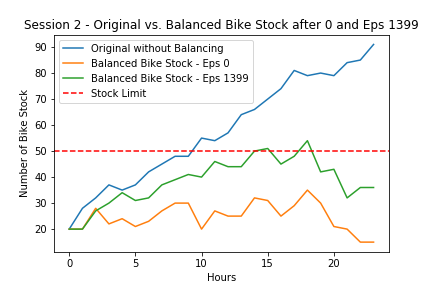 Session 2 - Original vs. Balanced Bike Stock after 0 and Eps 1399
Number of Bike Stock
90
80
70
60
50
40
30
20
Original without Balancing
Balanced Bike Stock - Eps 0
Balanced Bike Stock - Eps 1399
Stock Limit
0 5 10 15 20
Hours